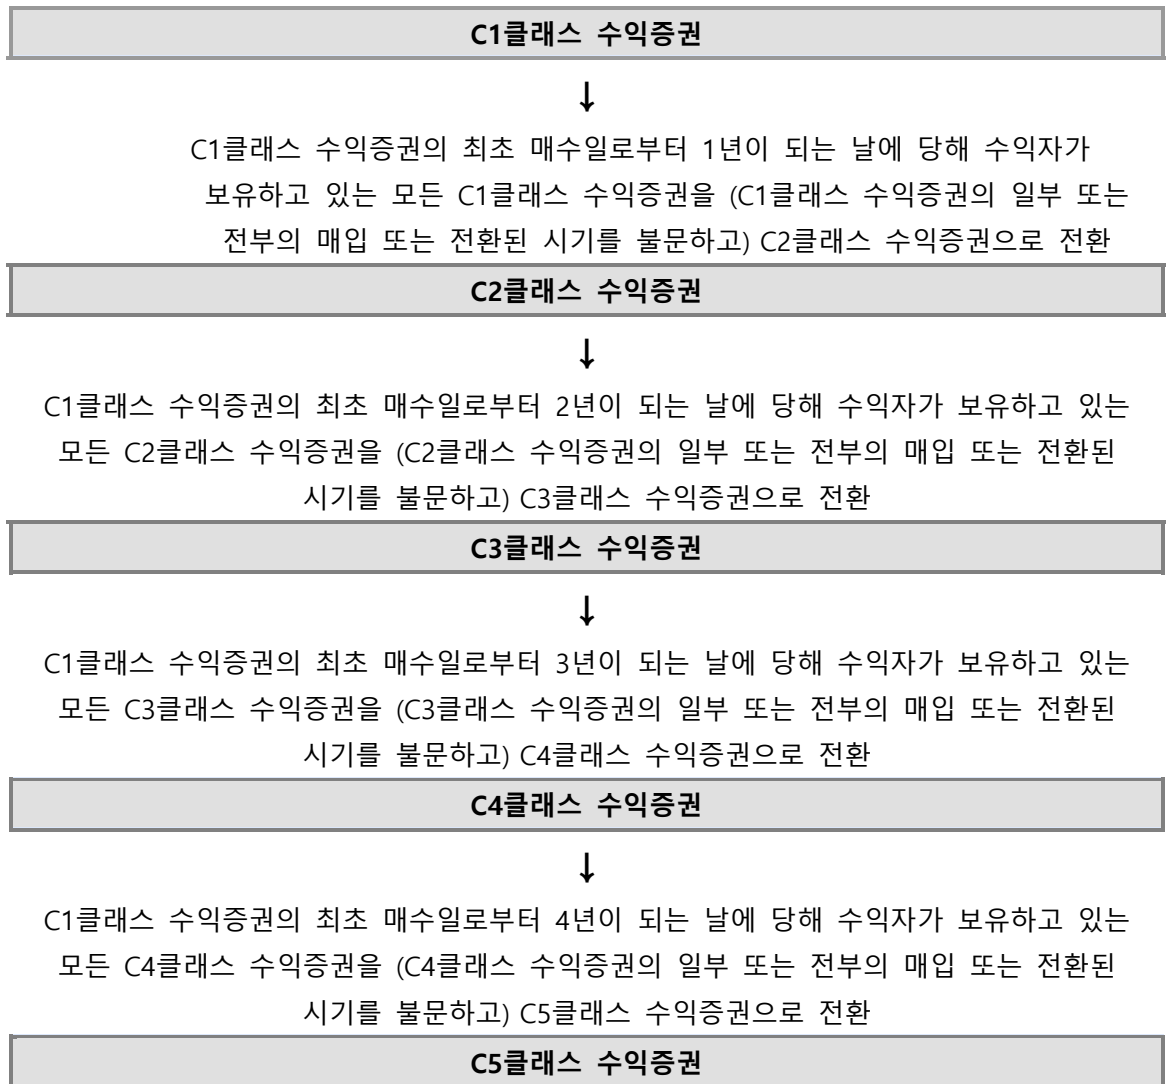 C1클래스 수익증권
↓
C1클래스 수익증권의 최초 매수일로부터 1년이 되는 날에 당해 수익자가
보유하고 있는 모든 C1클래스 수익증권을 (C1클래스 수익증권의 일부 또는
전부의 매입 또는 전환된 시기를 불문하고) C2클래스 수익증권으로 전환
C2클래스 수익증권
↓
C1클래스 수익증권의 최초 매수일로부터 2년이 되는 날에 당해 수익자가 보유하고 있는
모든 C2클래스 수익증권을 (C2클래스 수익증권의 일부 또는 전부의 매입 또는 전환된
시기를 불문하고) C3클래스 수익증권으로 전환
C3클래스 수익증권
↓
C1클래스 수익증권의 최초 매수일로부터 3년이 되는 날에 당해 수익자가 보유하고 있는
모든 C3클래스 수익증권을 (C3클래스 수익증권의 일부 또는 전부의 매입 또는 전환된
시기를 불문하고) C4클래스 수익증권으로 전환
C4클래스 수익증권
↓
C1클래스 수익증권의 최초 매수일로부터 4년이 되는 날에 당해 수익자가 보유하고 있는
모든 C4클래스 수익증권을 (C4클래스 수익증권의 일부 또는 전부의 매입 또는 전환된
시기를 불문하고) C5클래스 수익증권으로 전환
C5클래스 수익증권